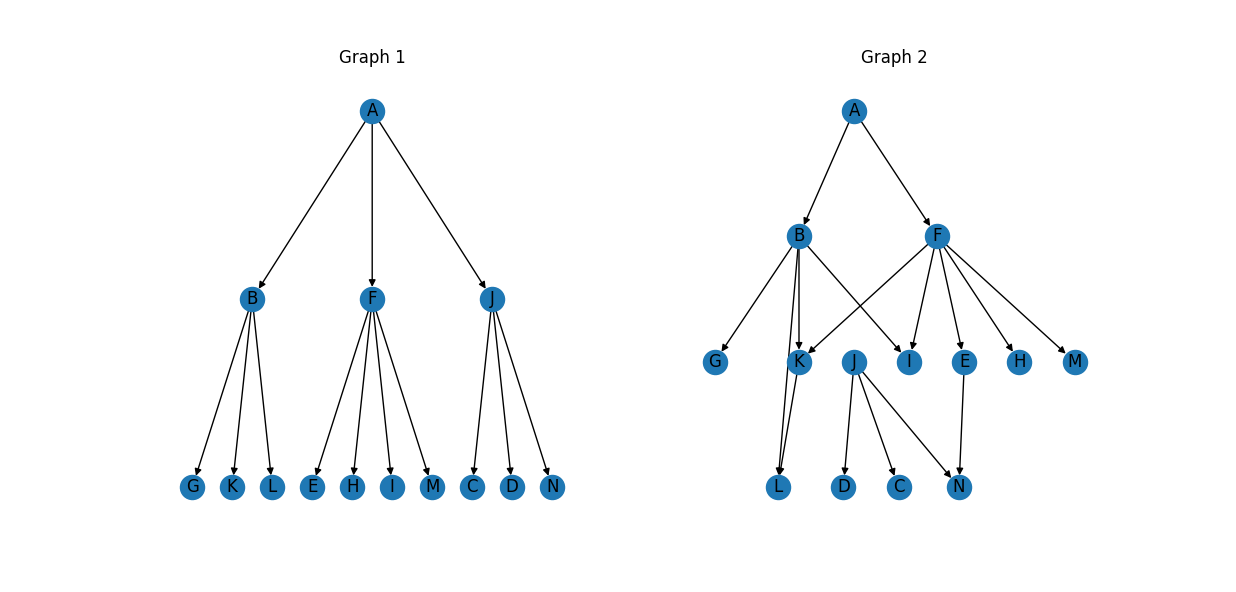 Graph 1 Graph 2
A A
B F
B F J
G K J I E H M
G K L E H I M C D N L D C N